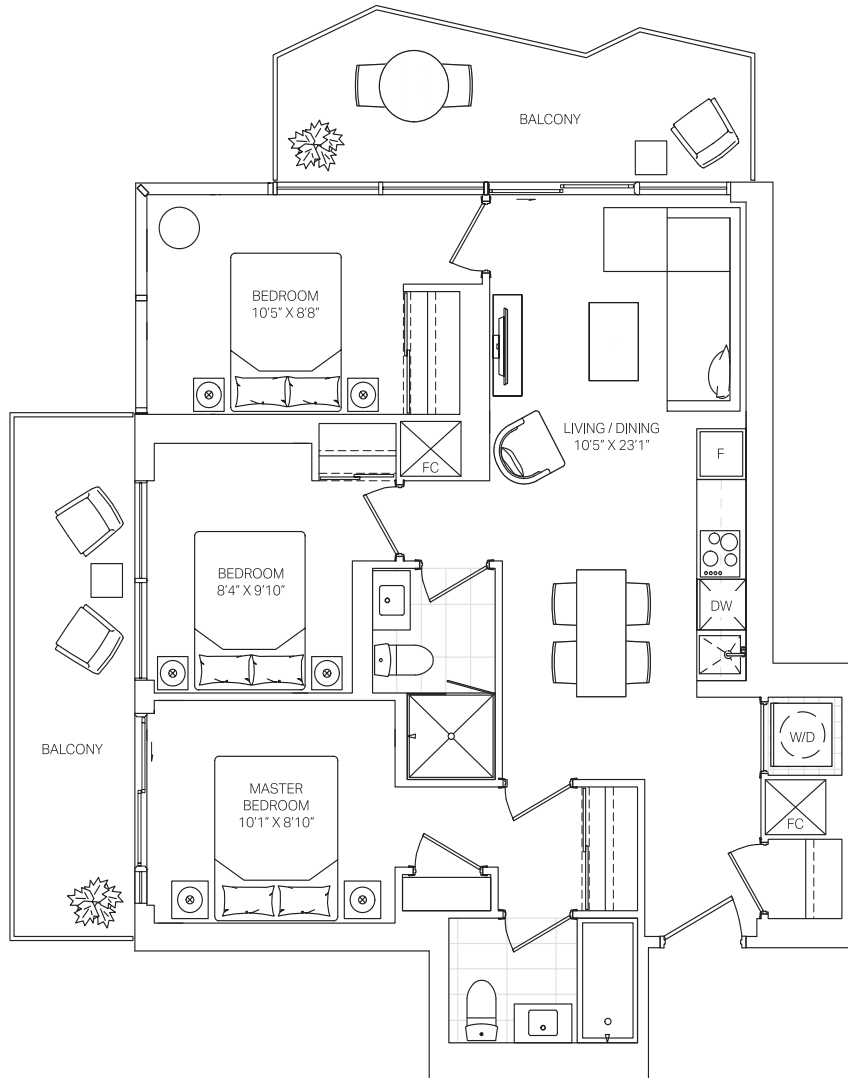 BALCONY
BEDROOM
10'5" X 8'8"
LIVING / DINING
10'5" X 23'1"
F
FC
BEDROOM
8'4" X 9'10"
DW
BALCONY
W/D
MASTER
BEDROOM
10'1" X 8'10"
FC